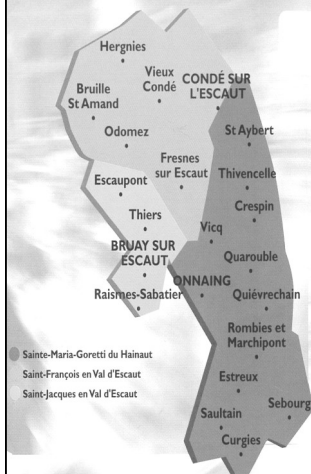 Hergnies
Vieux
Condé
CONDÉ SUR
L'ESCAUT
Bruille
St Amand
Odomez
St Aybert
Fresnes
sur Escaut
Thivencelle
Escaupont
Crespin
Thiers
Vicq
BRUAY SUR
ESCAUT
Quarouble
Raismes-Sabatier
ONNAING
Quiévrechain
Rombies et
Marchipont
Sainte-Maria-Goretti du Hainaut
Saint-François en Val d'Escaut
Saint-Jacques en Val d'Escaut
Estreux
Sebourg
Saultain
Curgies